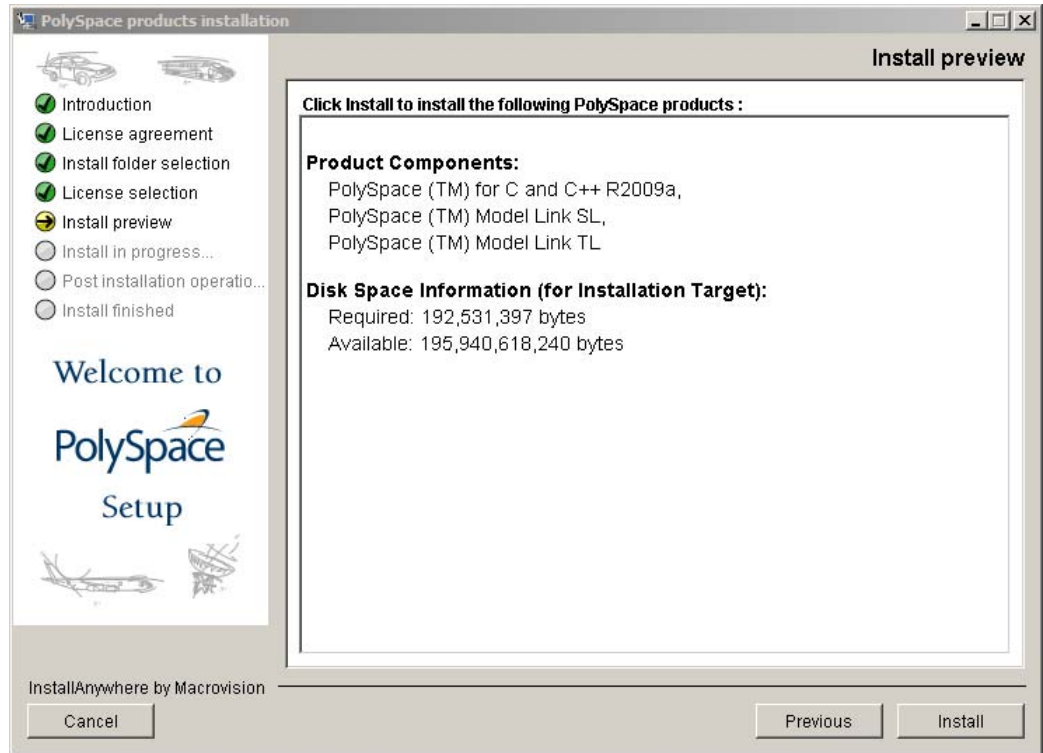 PolySpace products installation
Install preview
Introduction
License agreement
Install folder selection
License selection
Install preview
Install in progress...
Post installation operatio...
Install finished
Welcome to
PolySpace
Setup
Click Install to install the following PolySpace products :
Product Components:
PolySpace (TM) for C and C++ R2009a,
PolySpace (TM) Model Link SL,
PolySpace (TM) Model Link TL
Disk Space Information (for Installation Target):
Required: 192,531,397 bytes
Available: 195,940,618,240 bytes
InstallAnywhere by Macrovision
Cancel
Previous
Install